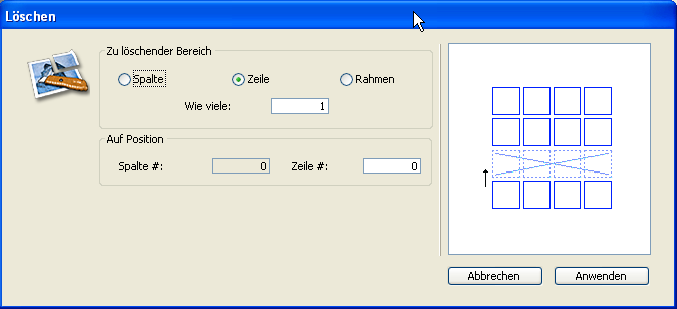 Löschen
Zu löschender Bereich
Spalte Zeile Rahmen
Wie viele: 1
Auf Position
Spalte #: 0 Zeile #: 0
Abbrechen Anwenden